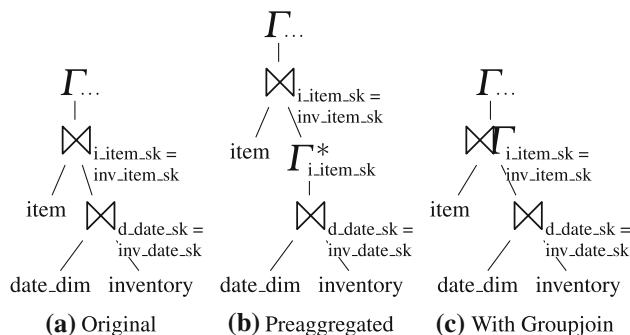 Γ...
i_item_sk =
inv_item_sk
item
d_date_sk =
inv_date_sk
date_dim inventory
(a) Original
Γ...
i_item_sk =
inv_item_sk
item
Γ*i_item_sk
d_date_sk =
inv_date_sk
date_dim inventory
(b) Preaggregated
Γ...
⋈Γ i_item_sk =
inv_item_sk
item
d_date_sk =
inv_date_sk
date_dim inventory
(c) With Groupjoin